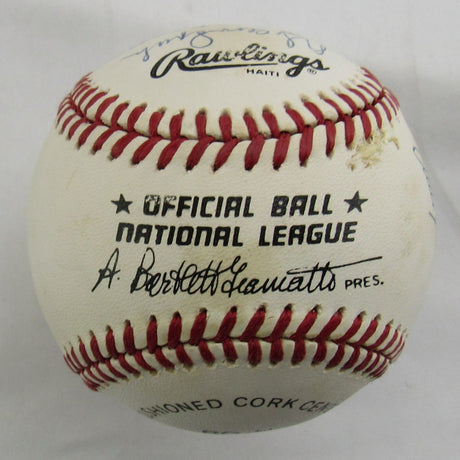 Rawlings ®
HAITI
★ OFFICIAL BALL ★
NATIONAL LEAGUE
A. Bartlett Giamatti PRES.
SHIONED CORK CEN